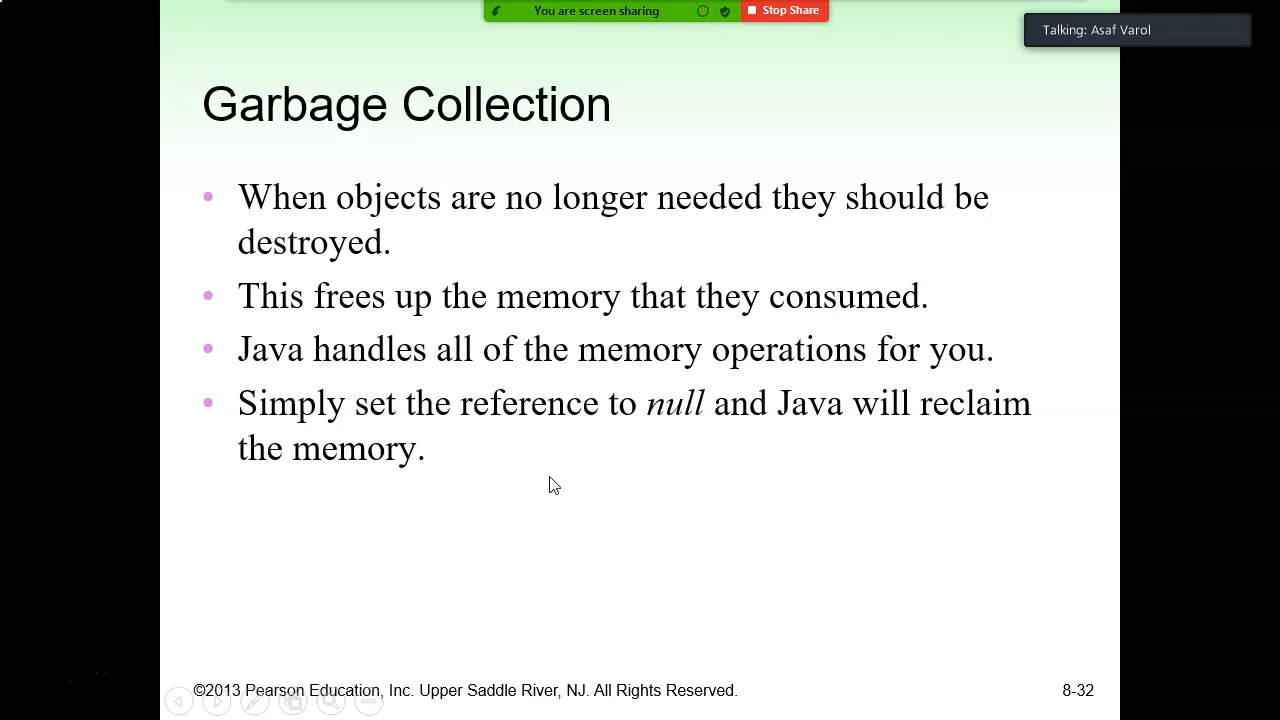 You are screen sharing
Stop Share
Talking: Asaf Varol
Garbage Collection
• When objects are no longer needed they should be
destroyed.
• This frees up the memory that they consumed.
• Java handles all of the memory operations for you.
• Simply set the reference to null and Java will reclaim
the memory.
©2013 Pearson Education, Inc. Upper Saddle River, NJ. All Rights Reserved.
8-32